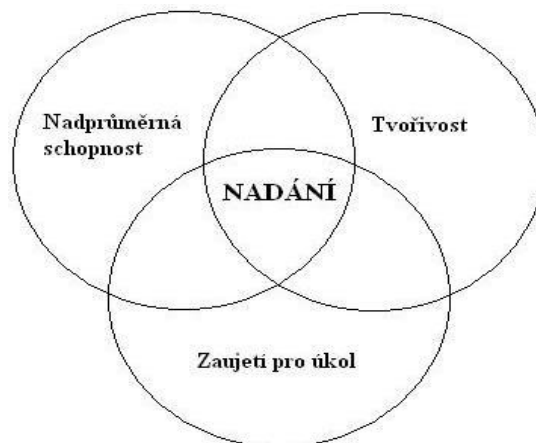 Nadprůměrná
schopnost
Tvořivost
NADÁNÍ
Zaujetí pro úkol